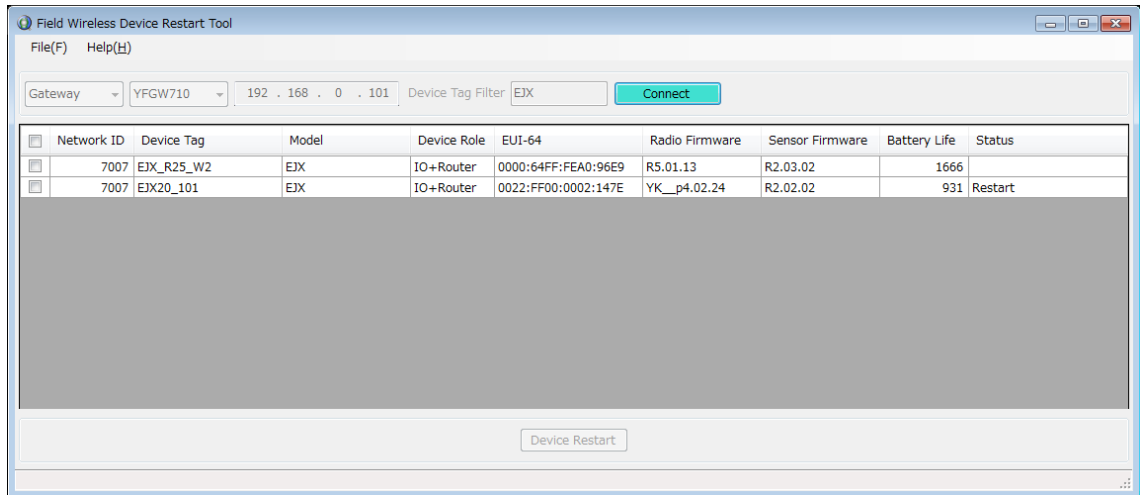 Field Wireless Device Restart Tool
File(F) Help(H)
Gateway YFGW710 192 . 168 . 0 . 101 Device Tag Filter EJX Connect
Network ID Device Tag Model Device Role EUI-64 Radio Firmware Sensor Firmware Battery Life Status
7007 EJX_R25_W2 EJX IO+Router 0000:64FF:FEA0:96E9 R5.01.13 R2.03.02 1666
7007 EJX20_101 EJX IO+Router 0022:FF00:0002:147E YK__p4.02.24 R2.02.02 931 Restart
Device Restart